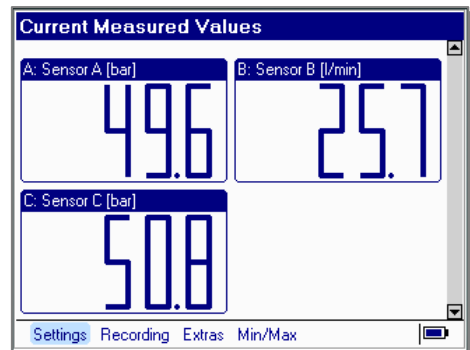 Current Measured Values
A: Sensor A [bar]
B: Sensor B [l/min]
49.6
25.7
C: Sensor C [bar]
50.8
Settings Recording Extras Min/Max